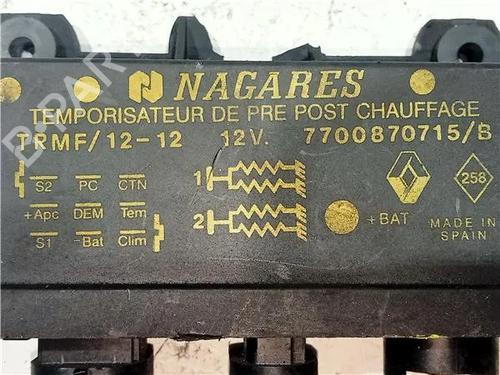 NAGARES
TEMPORISATEUR DE PRE POST CHAUFFAGE
TRMF/12-12 12V. 7700870715/B
S2 PC CTN
+Apc DEM Tem
S1 -Bat Clim
1
2
+BAT
258
MADE IN
SPAIN